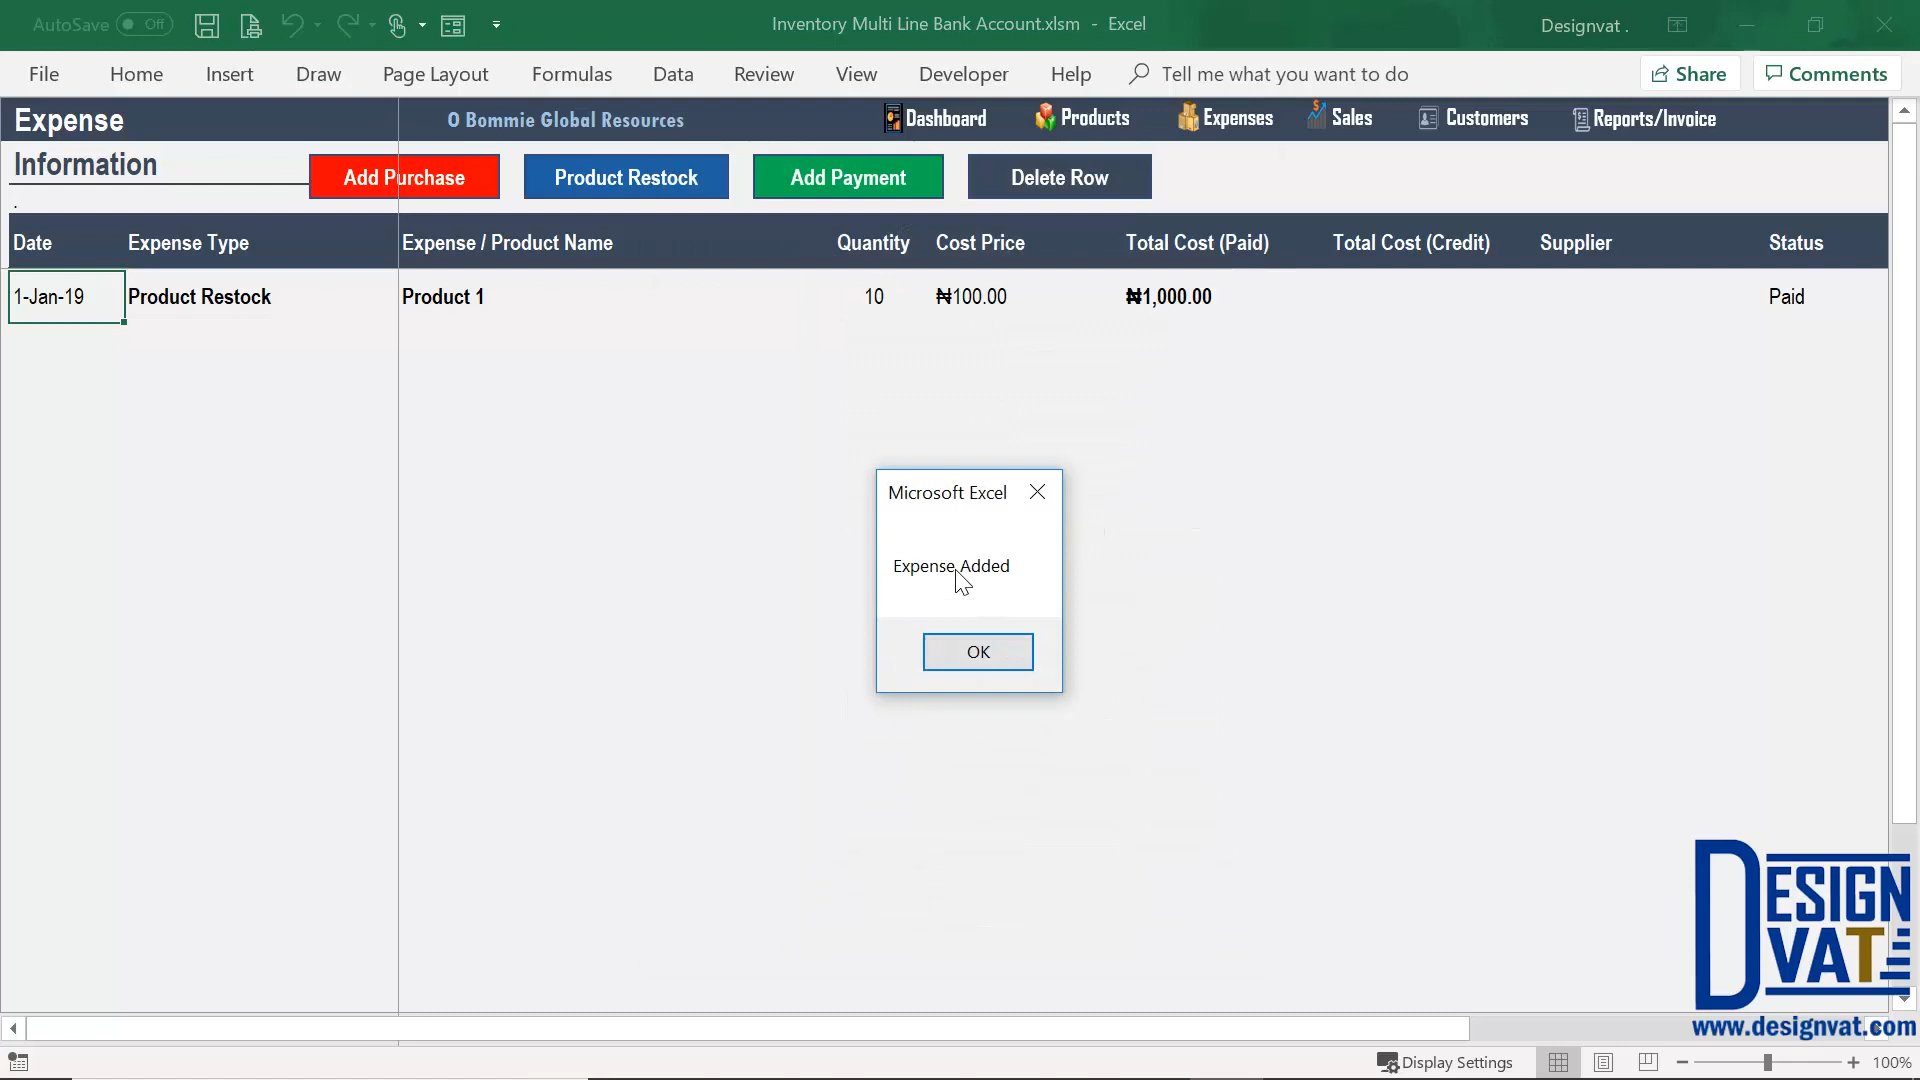 AutoSave Off
Inventory Multi Line Bank Account.xlsm - Excel
Designvat .
File Home Insert Draw Page Layout Formulas Data Review View Developer Help Tell me what you want to do Share Comments
Expense
O Bommie Global Resources
Dashboard Products Expenses Sales Customers Reports/Invoice
Information
Add Purchase Product Restock Add Payment Delete Row
.
Date Expense Type Expense / Product Name Quantity Cost Price Total Cost (Paid) Total Cost (Credit) Supplier Status
1-Jan-19 Product Restock Product 1 10 ₦100.00 ₦1,000.00 Paid
Microsoft Excel
Expense Added
OK
DESIGN
VAT
www.designvat.com
Display Settings 100%